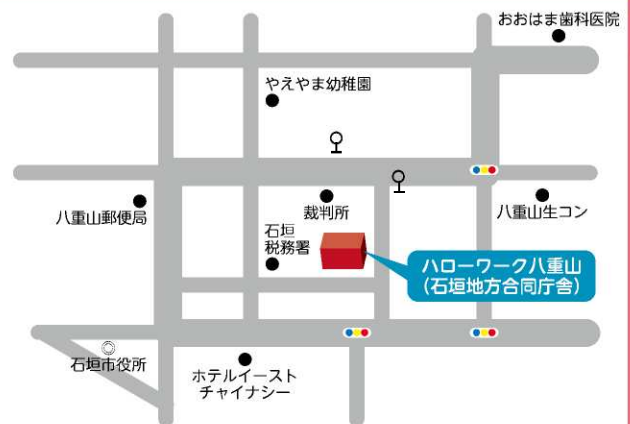 おおはま歯科医院
やえやま幼稚園
八重山郵便局
裁判所
八重山生コン
石垣
税務署
ハローワーク八重山
(石垣地方合同庁舎)
石垣市役所
ホテルイースト
チャイナシー